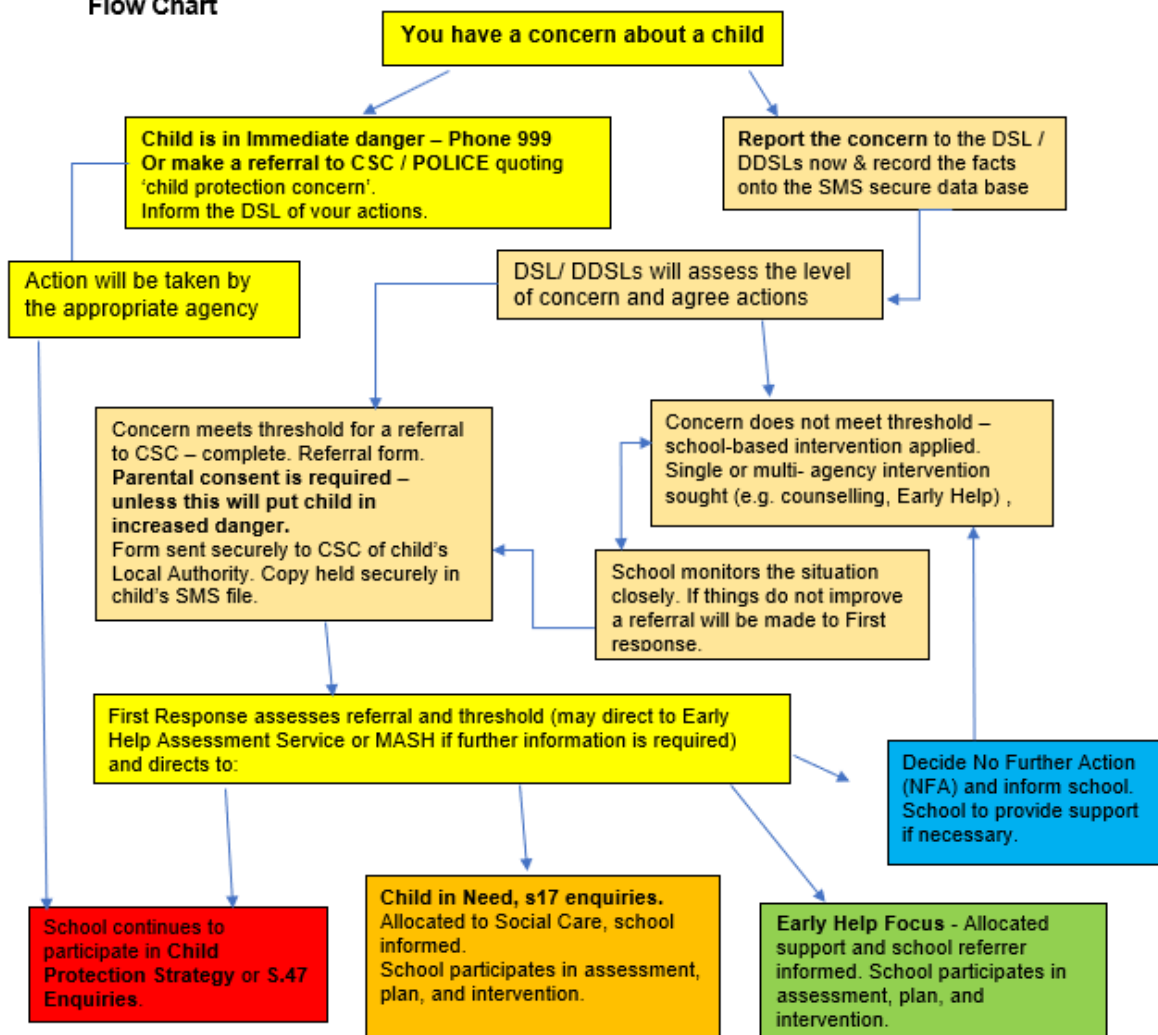 Flow Chart
You have a concern about a child
Child is in Immediate danger – Phone 999
Or make a referral to CSC / POLICE quoting
‘child protection concern’.
Inform the DSL of your actions.
Report the concern to the DSL /
DDSLs now & record the facts
onto the SMS secure data base
Action will be taken by
the appropriate agency
DSL/ DDSLs will assess the level
of concern and agree actions
Concern meets threshold for a referral
to CSC – complete. Referral form.
Parental consent is required –
unless this will put child in
increased danger.
Form sent securely to CSC of child’s
Local Authority. Copy held securely in
child’s SMS file.
Concern does not meet threshold –
school-based intervention applied.
Single or multi- agency intervention
sought (e.g. counselling, Early Help) ,
School monitors the situation
closely. If things do not improve
a referral will be made to First
response.
First Response assesses referral and threshold (may direct to Early
Help Assessment Service or MASH if further information is required)
and directs to:
Decide No Further Action
(NFA) and inform school.
School to provide support
if necessary.
School continues to
participate in Child
Protection Strategy or S.47
Enquiries.
Child in Need, s17 enquiries.
Allocated to Social Care, school
informed.
School participates in assessment,
plan, and intervention.
Early Help Focus - Allocated
support and school referrer
informed. School participates in
assessment, plan, and
intervention.